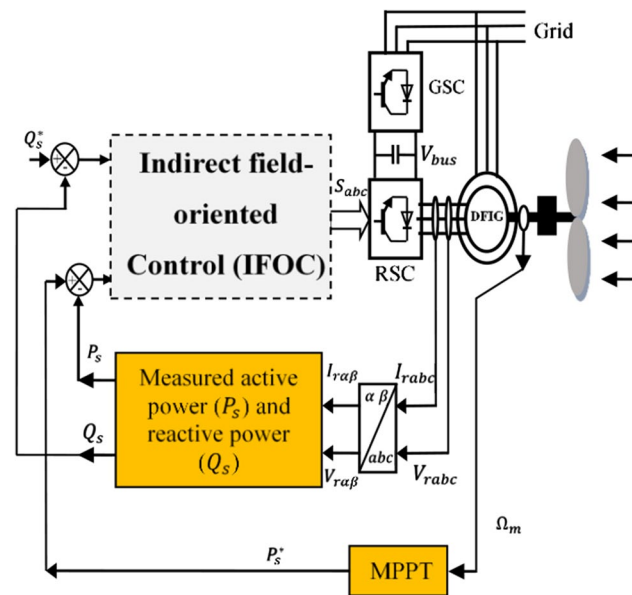 Grid
GSC
Q*s
+
-
Indirect field-
oriented
Control (IFOC)
Sabc
Vbus
DFIG
RSC
+
-
Ps
Measured active
power (Ps) and
reactive power
(Qs)
Irαβ
α β
Irabc
Qs
Vrαβ
abc
Vrabc
Ωm
P*s
MPPT